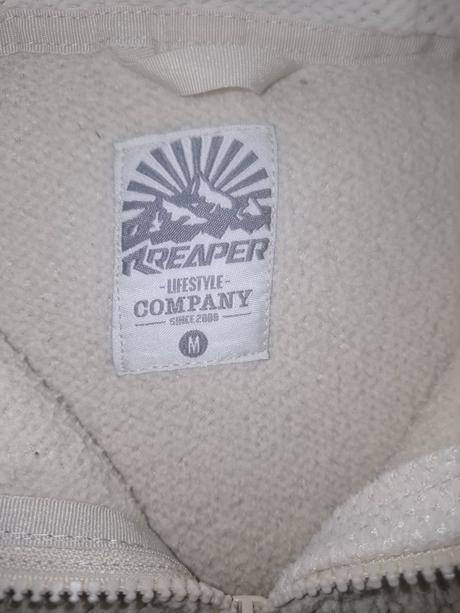 REAPER
- LIFESTYLE -
COMPANY
SINCE 2008
M